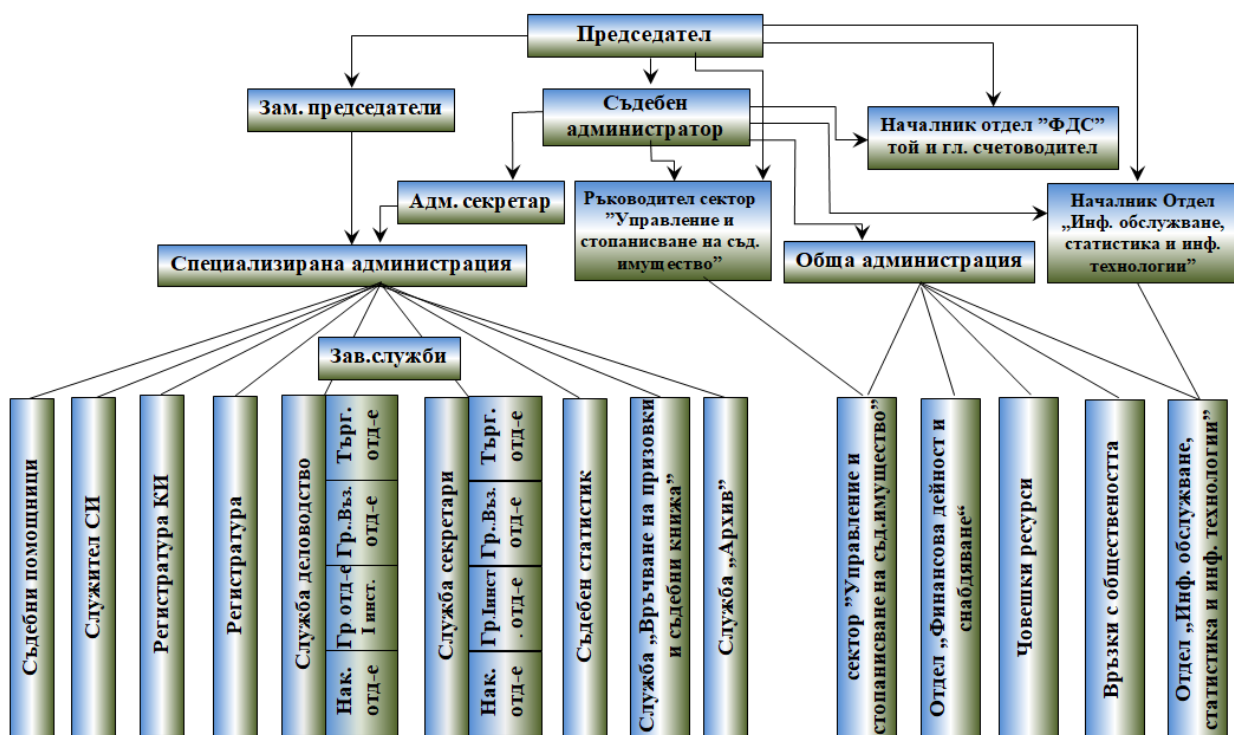 Председател
Зам. председатели
Съдебен
администратор
Началник отдел ”ФДС”
той и гл. счетоводител
Адм. секретар
Ръководител сектор
”Управление и
стопанисване на съд.
имущество”
Началник Отдел
„Инф. обслужване,
статистика и инф.
технологии”
Специализирана администрация
Обща администрация
Зав.служби
Съдебни помощници
Служител СИ
Регистратура КИ
Регистратура
Служба деловодство
Търг.
отд-е
Гр..Въз.
отд-е
Гр. отд-е
I инст.
Нак.
отд-е
Служба секретари
Търг.
отд-е
Гр..Въз.
отд-е
Гр.Iинст
. отд-е
Нак.
отд-е
Съдебен статистик
Служба „Връчване на призовки
и съдебни книжа”
Служба „Архив”
сектор ”Управление и
стопанисване на съд.имущество”
Отдел „Финансова дейност и
снабдяване“
Човешки ресурси
Връзки с обществеността
Отдел „Инф. обслужване,
статистика и инф. технологии”